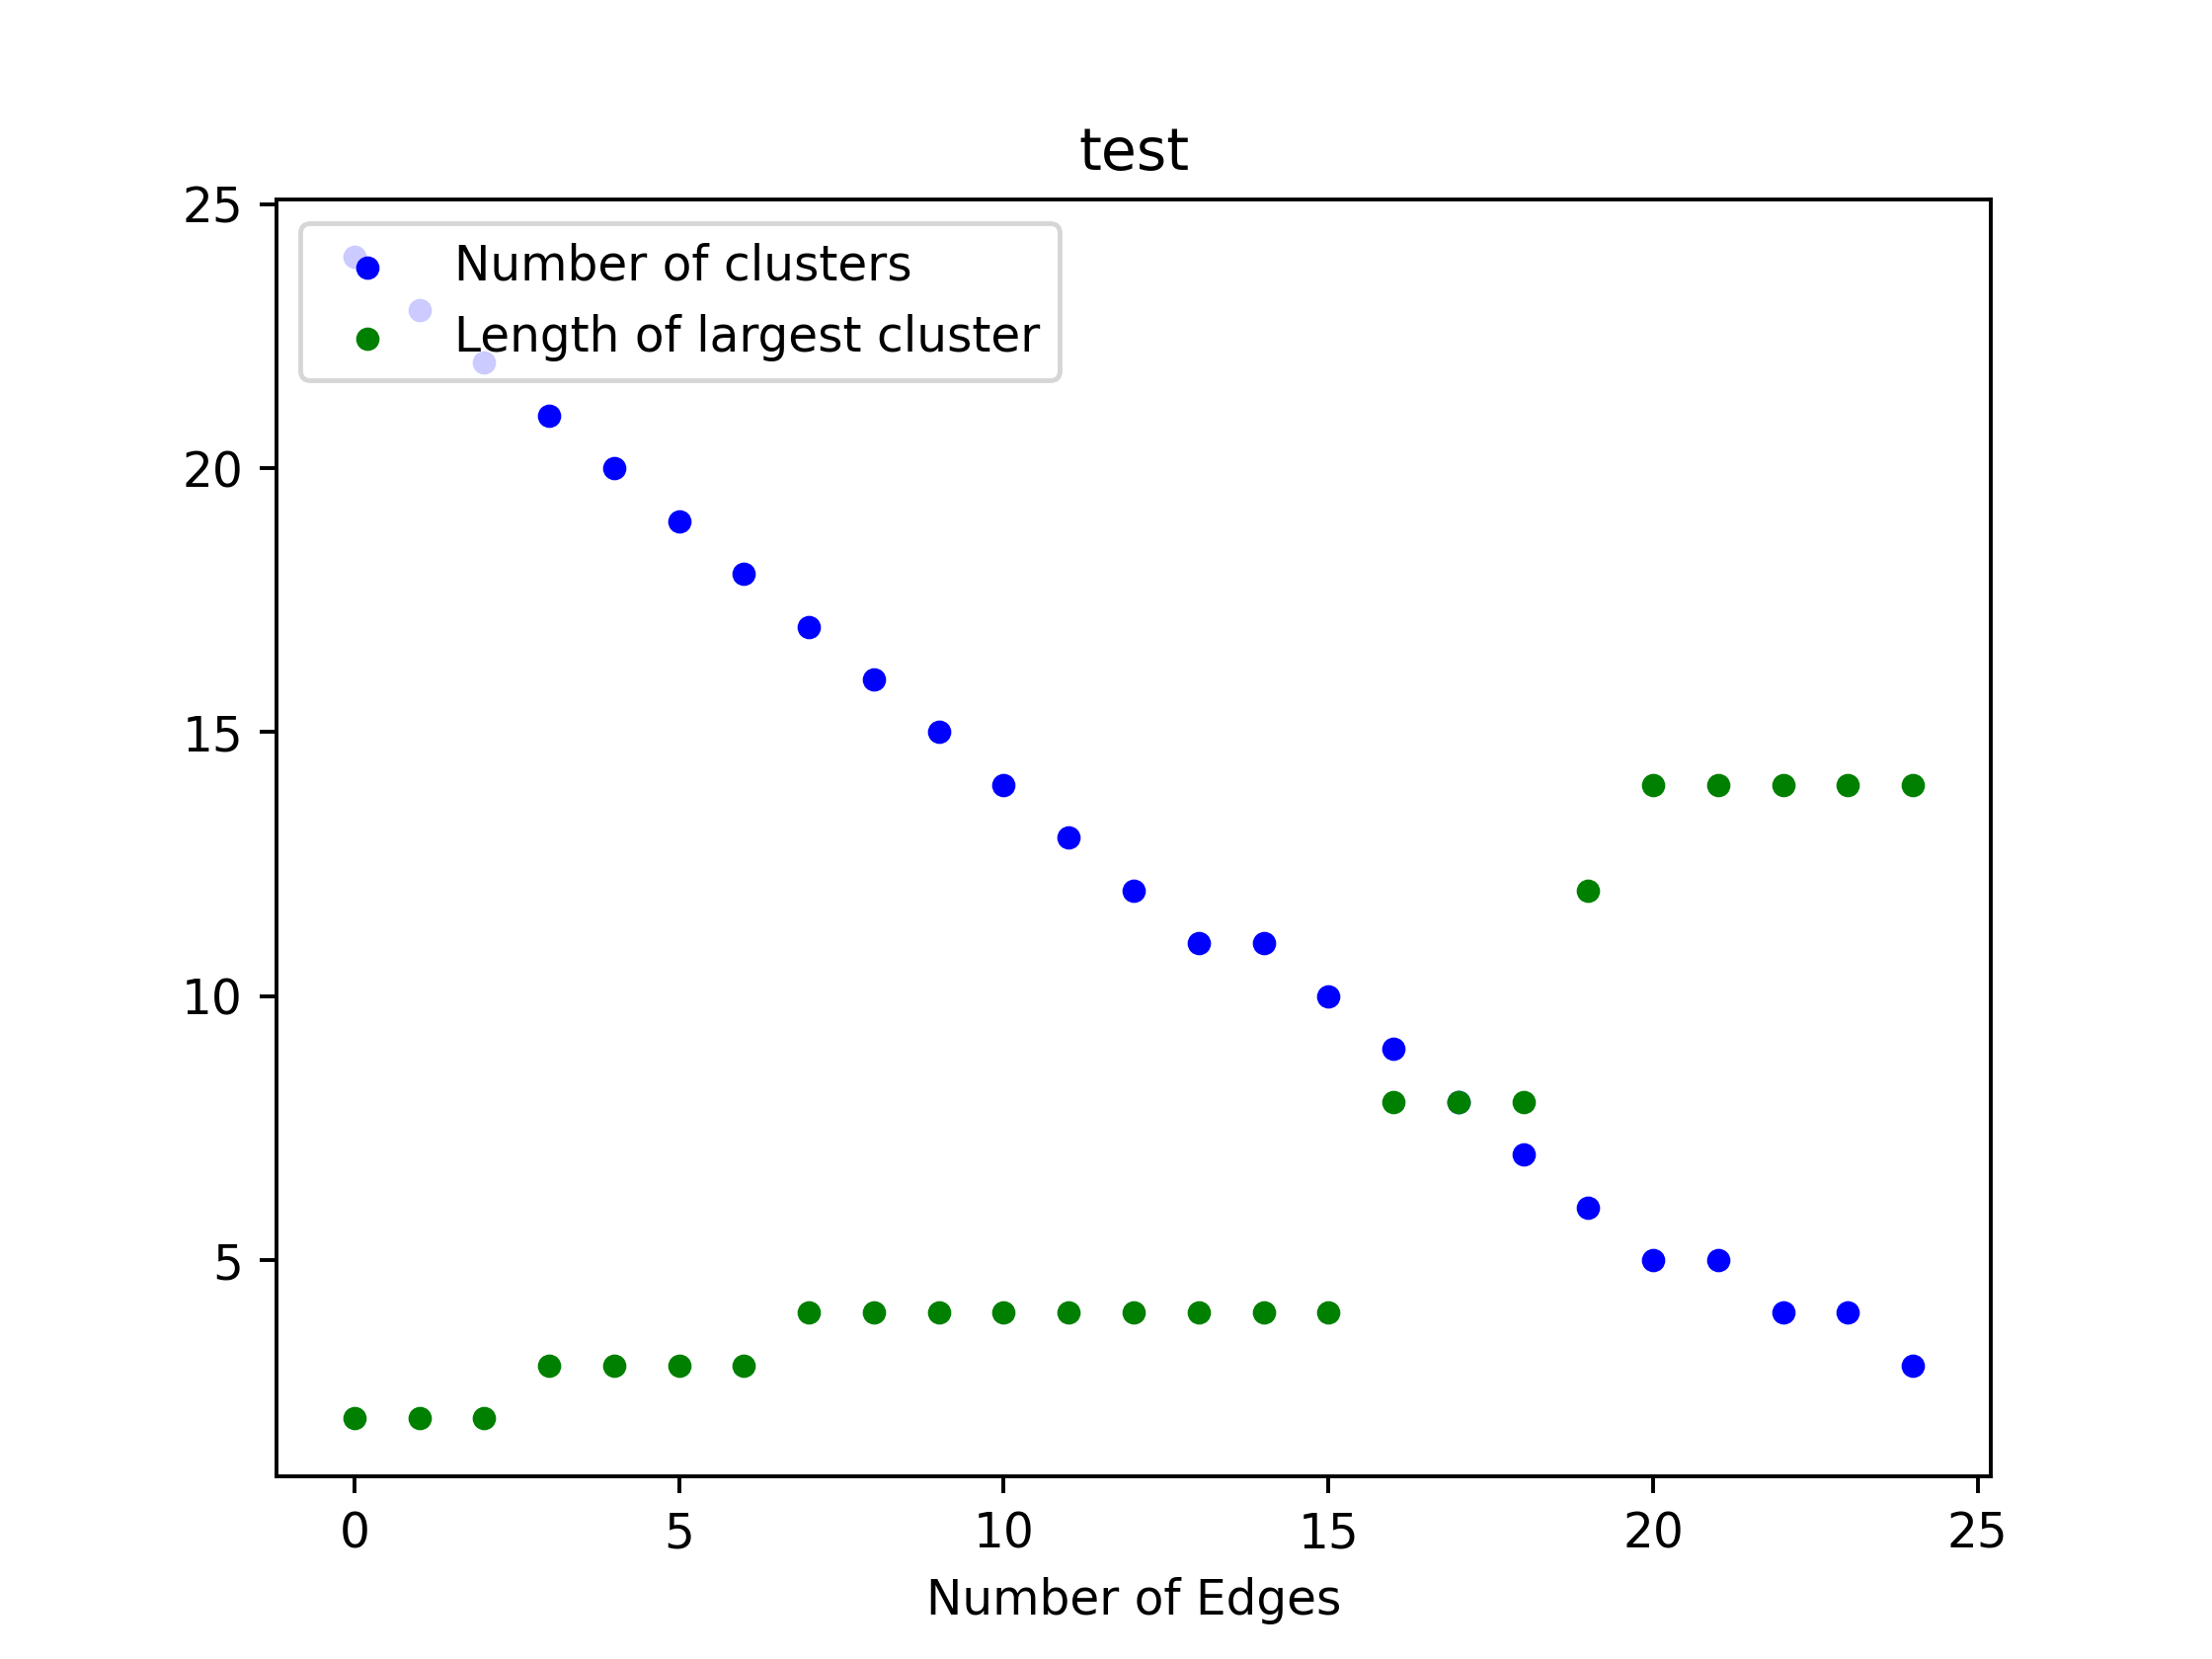 test
25
20
15
10
5
Number of clusters
Length of largest cluster
0 5 10 15 20 25
Number of Edges